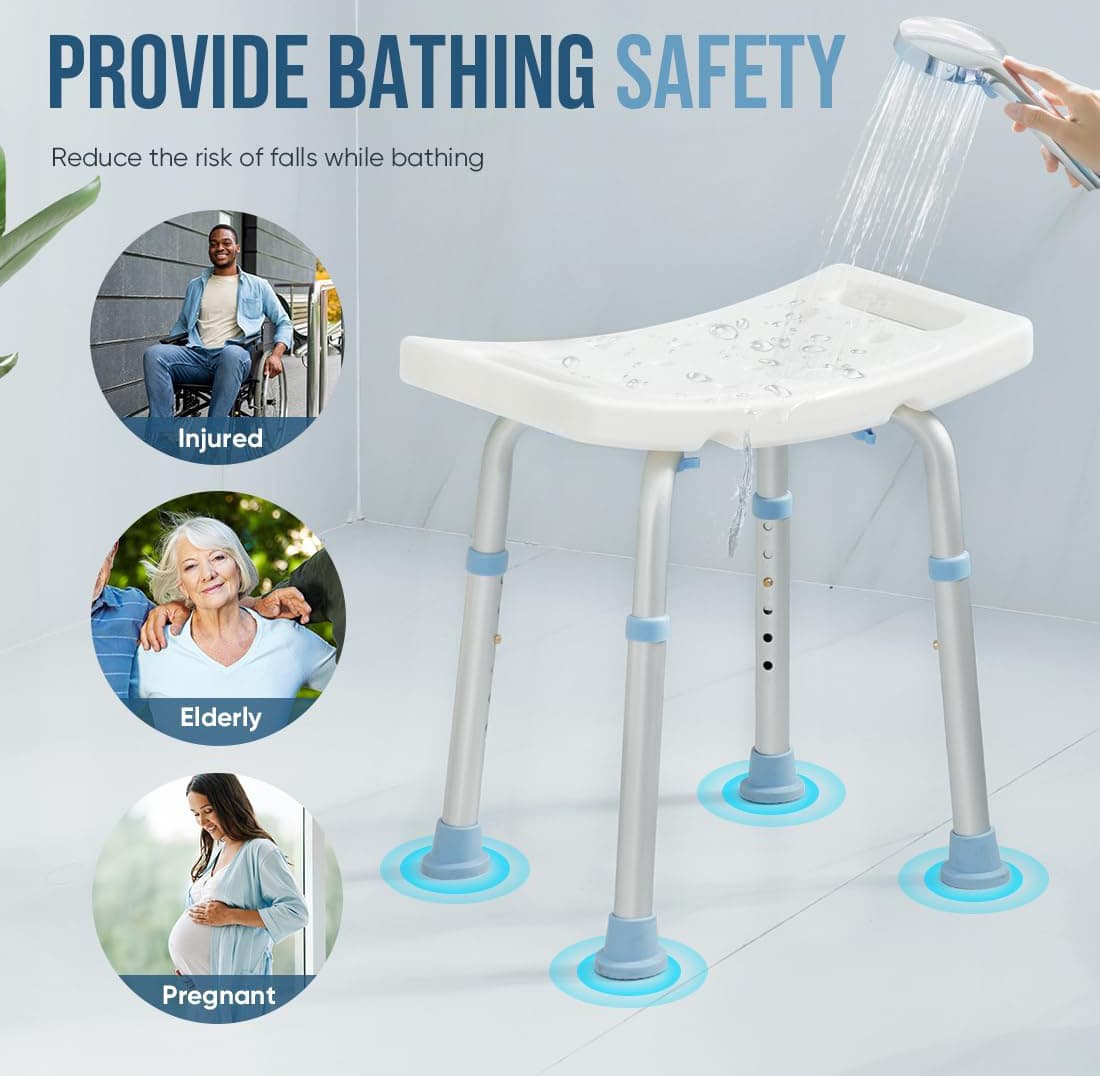 PROVIDE BATHING SAFETY
Reduce the risk of falls while bathing
Injured
Elderly
Pregnant